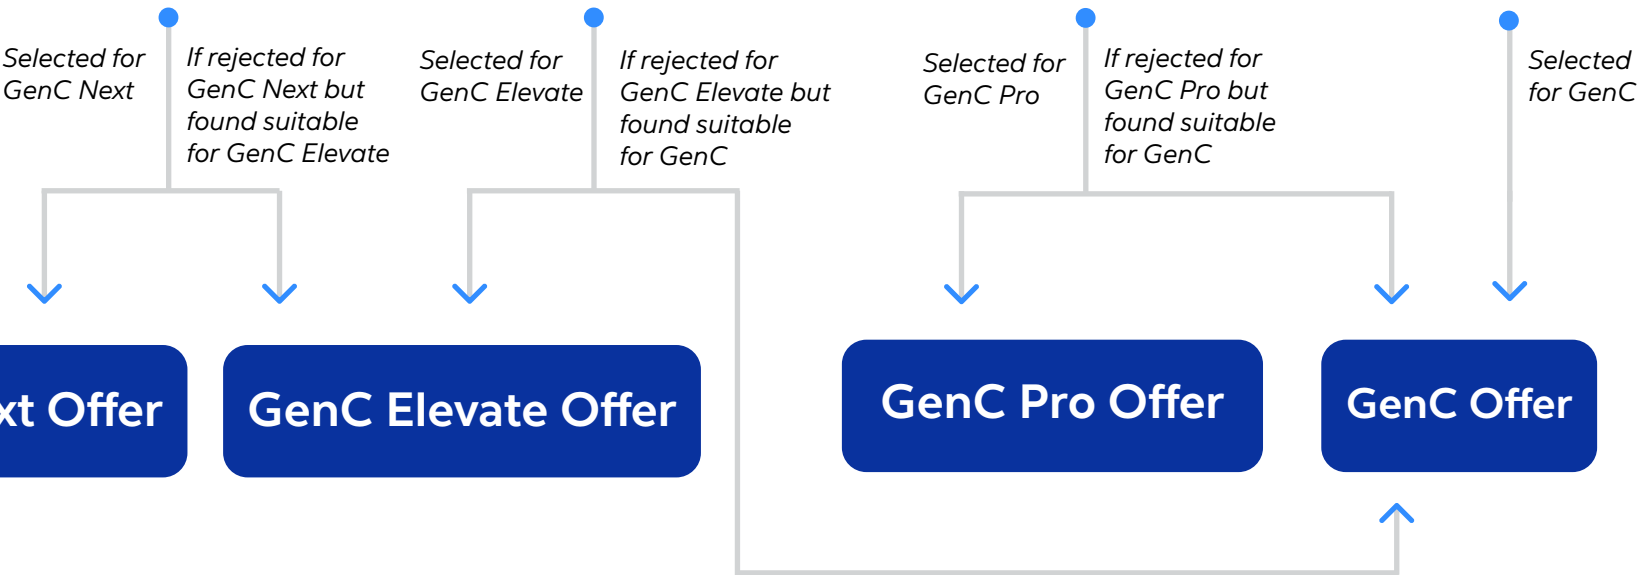 Selected for
GenC Next
If rejected for
GenC Next but
found suitable
for GenC Elevate
Selected for
GenC Elevate
If rejected for
GenC Elevate but
found suitable
for GenC
Selected for
GenC Pro
If rejected for
GenC Pro but
found suitable
for GenC
Selected
for GenC
xt Offer
GenC Elevate Offer
GenC Pro Offer
GenC Offer